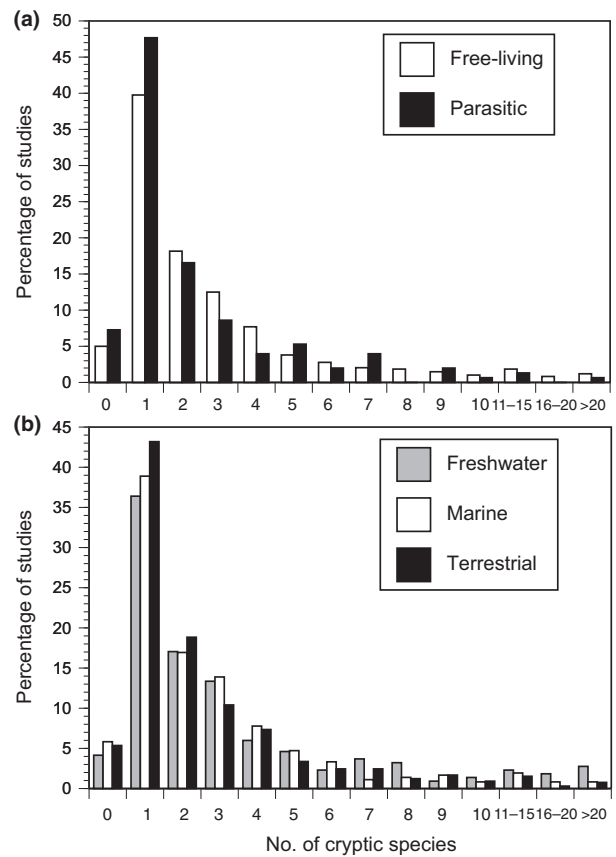 (a)
50
45
40
35
30
25
20
15
10
5
0
Percentage of studies
Free-living
Parasitic
0 1 2 3 4 5 6 7 8 9 10 11–15 16–20 >20
(b)
45
40
35
30
25
20
15
10
5
0
Percentage of studies
Freshwater
Marine
Terrestrial
0 1 2 3 4 5 6 7 8 9 10 11–15 16–20 >20
No. of cryptic species